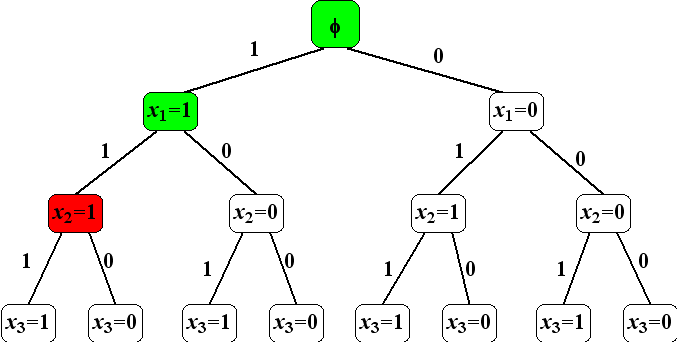 ϕ
1 0
x₁=1 x₁=0
1 0 1 0
x₂=1 x₂=0 x₂=1 x₂=0
1 0 1 0 1 0 1 0
x₃=1 x₃=0 x₃=1 x₃=0 x₃=1 x₃=0 x₃=1 x₃=0